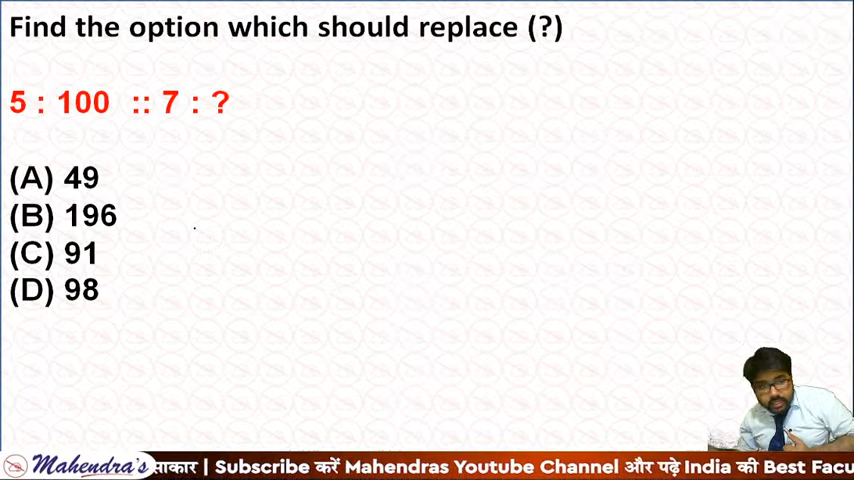 Find the option which should replace (?)
5 : 100 :: 7 : ?
(A) 49
(B) 196
(C) 91
(D) 98
Mahendra's साकार | Subscribe करें Mahendras Youtube Channel और पढ़े India की Best Facu